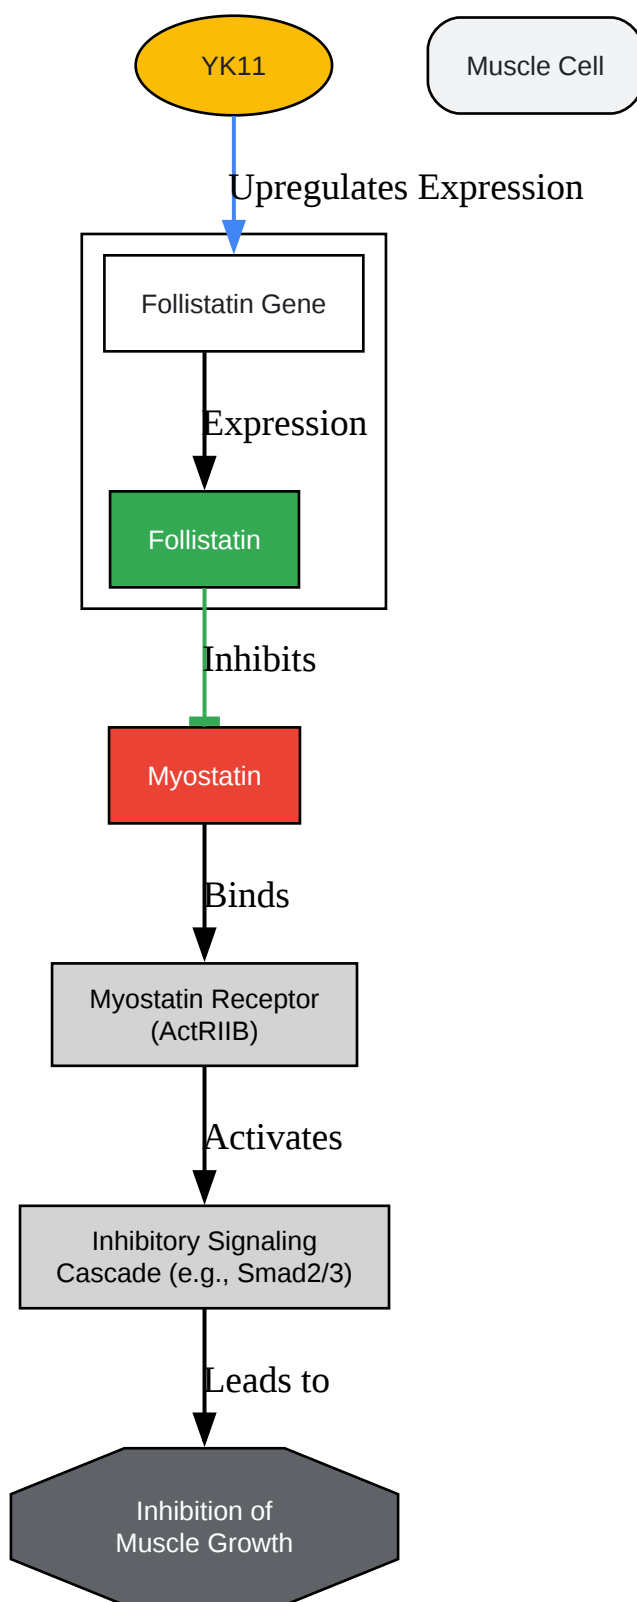 YK11
Muscle Cell
Upregulates Expression
Follistatin Gene
Expression
Follistatin
Inhibits
Myostatin
Binds
Myostatin Receptor
(ActRIIB)
Activates
Inhibitory Signaling
Cascade (e.g., Smad2/3)
Leads to
Inhibition of
Muscle Growth